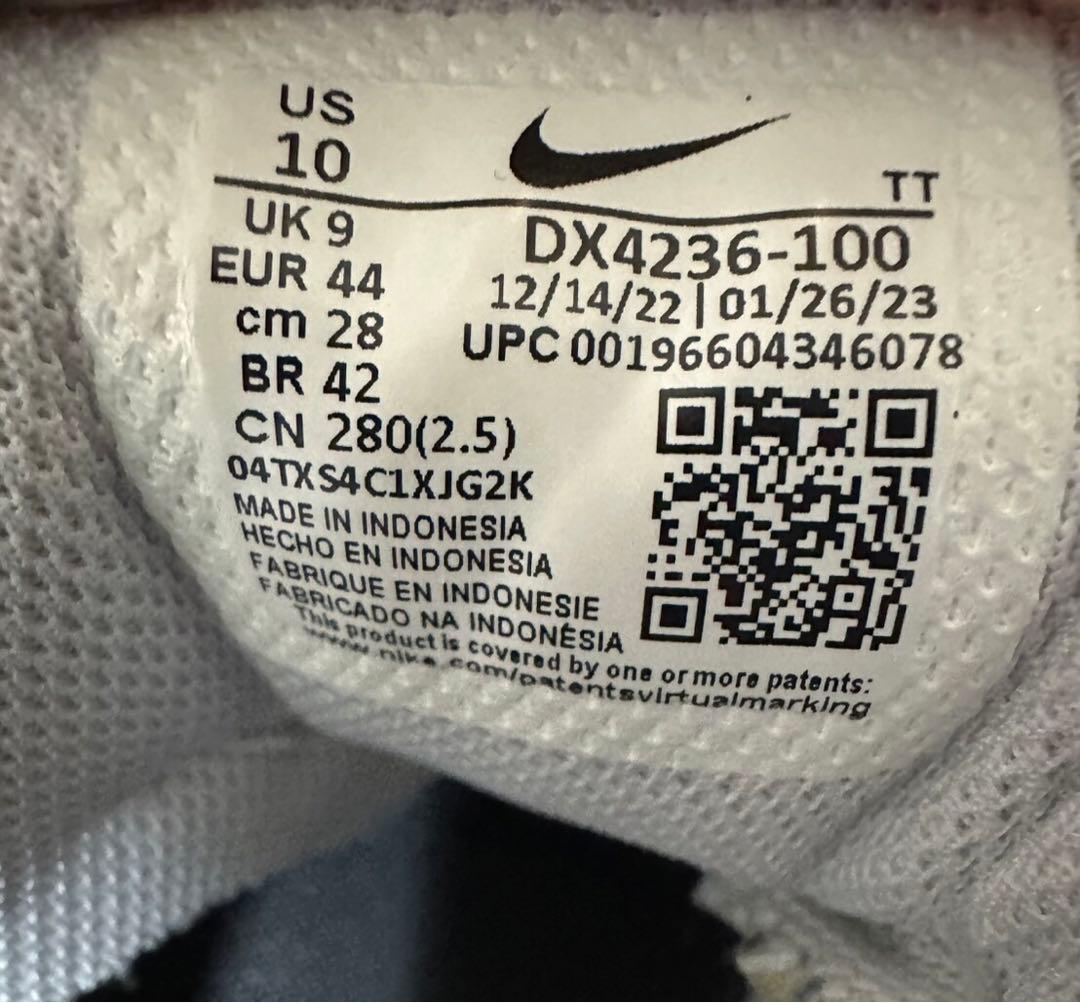 US
10
TT
UK 9
EUR 44
cm 28
BR 42
CN 280(2.5)
DX4236-100
12/14/22 | 01/26/23
UPC 00196604346078
04TXS4C1XJG2K
MADE IN INDONESIA
HECHO EN INDONESIA
FABRIQUE EN INDONESIE
FABRICADO NA INDONÉSIA
This product is covered by one or more patents:
www.nike.com/patentsvirtualmarking